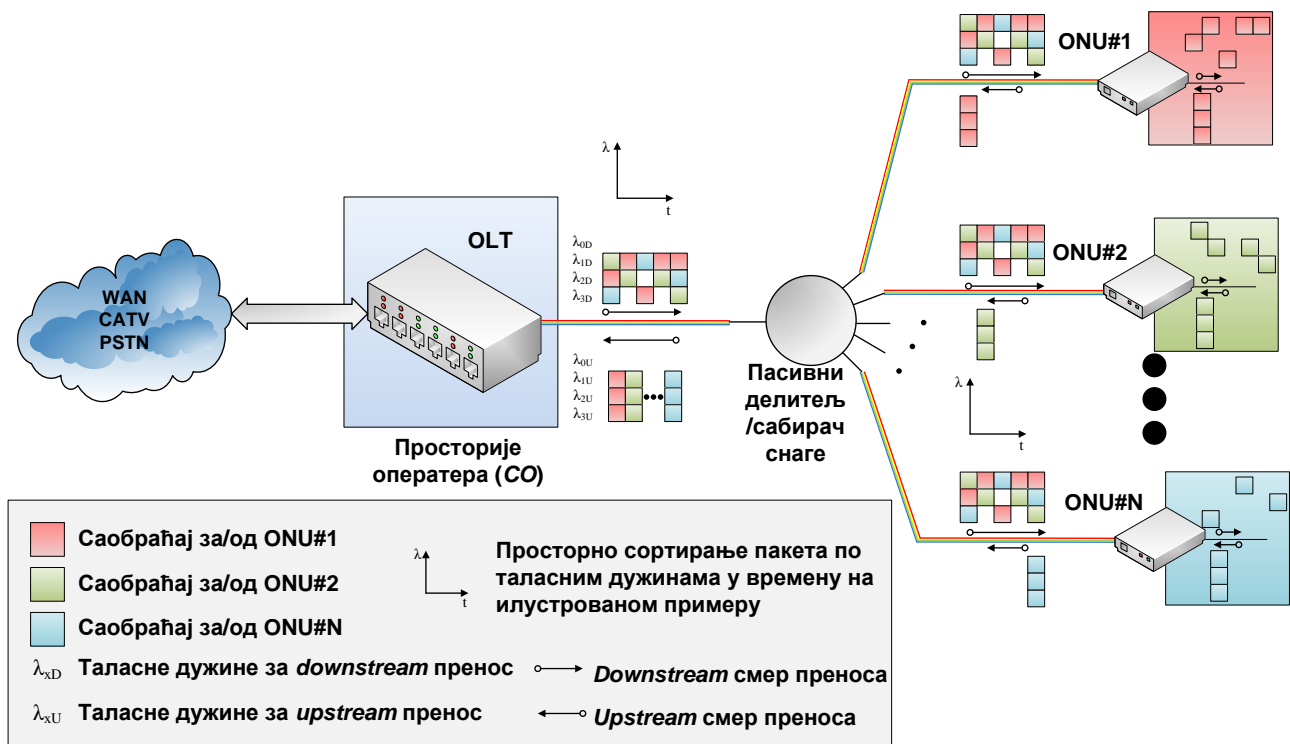 ONU#1
λ
t
OLT
WAN
CATV
PSTN
λ0D
λ1D
λ2D
λ3D
ONU#2
λ0U
λ1U
λ2U
λ3U
Пасивни
делитељ
/сабирач
снаге
λ
t
Просторије
оператера (CO)
ONU#N
Саобраћај за/од ONU#1
Саобраћај за/од ONU#2
Саобраћај за/од ONU#N
λ
t
Просторно сортирање пакета по
таласним дужинама у времену на
илустрованом примеру
λxD Таласне дужине за downstream пренос
Downstream смер преноса
λxU Таласне дужине за upstream пренос
Upstream смер преноса